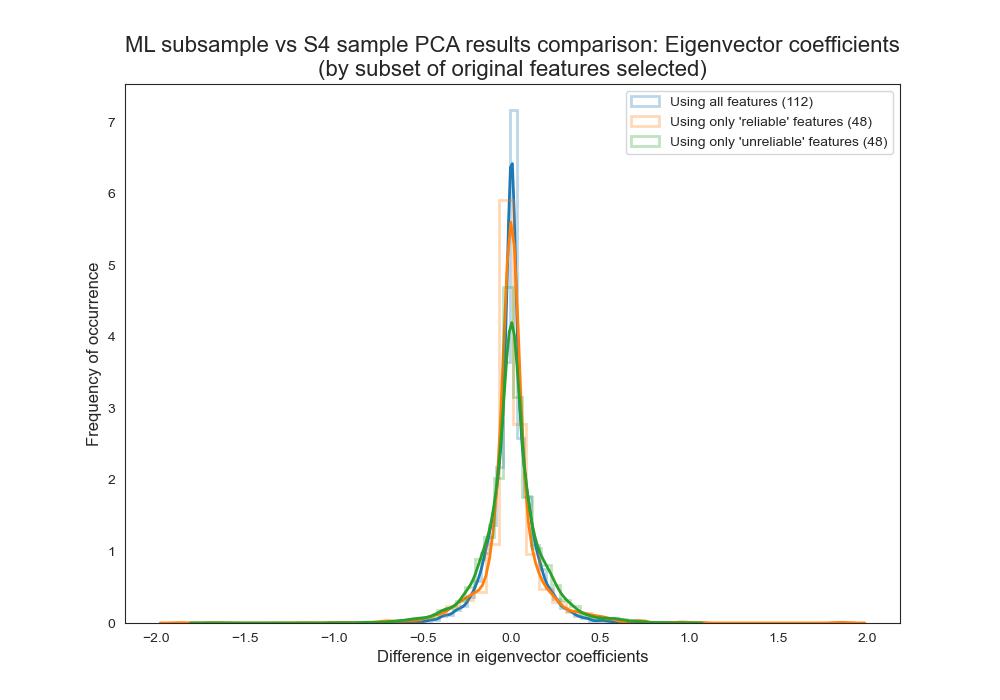 ML subsample vs S4 sample PCA results comparison: Eigenvector coefficients
(by subset of original features selected)
Using all features (112)
Using only 'reliable' features (48)
Using only 'unreliable' features (48)
7
6
5
4
3
2
1
0
Frequency of occurrence
−2.0 −1.5 −1.0 −0.5 0.0 0.5 1.0 1.5 2.0
Difference in eigenvector coefficients